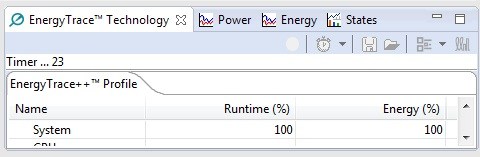 EnergyTrace™ Technology Power Energy States
Timer ... 23
EnergyTrace++™ Profile
Name Runtime (%) Energy (%)
System 100 100